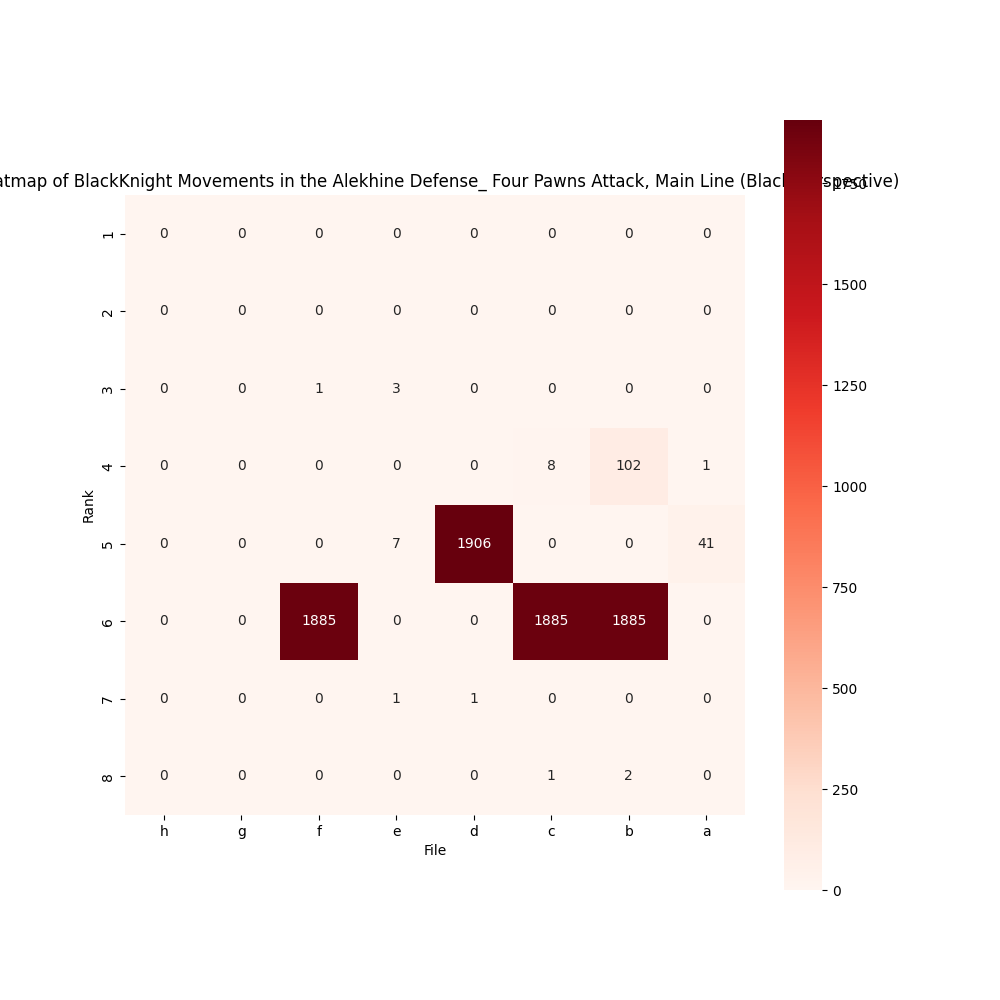 atmap of BlackKnight Movements in the Alekhine Defense_ Four Pawns Attack, Main Line (Black Perspective)
1750
1 0 0 0 0 0 0 0 0
2 0 0 0 0 0 0 0 0
1500
3 0 0 1 3 0 0 0 0
1250
4 0 0 0 0 0 8 102 1
1000
Rank
5 0 0 0 7 1906 0 0 41
750
6 0 0 1885 0 0 1885 1885 0
500
7 0 0 0 1 1 0 0 0
250
8 0 0 0 0 0 1 2 0
h g f e d c b a
File
0